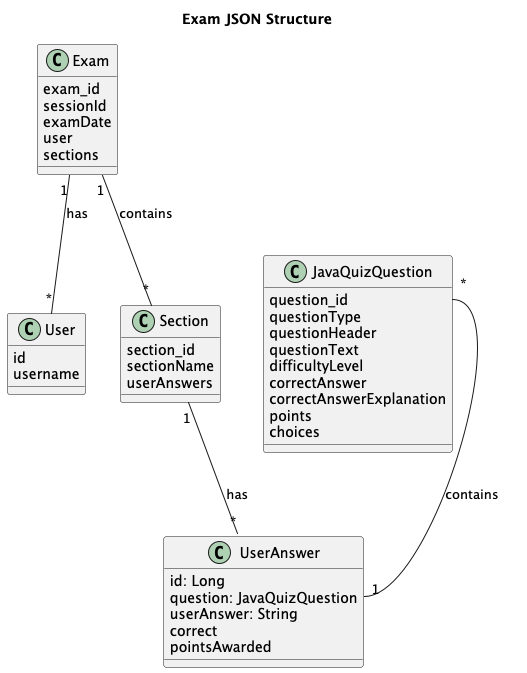 Exam JSON Structure
C Exam
exam_id
sessionId
examDate
user
sections
1
1
has
contains
*
*
C User
id
username
C Section
section_id
sectionName
userAnswers
C JavaQuizQuestion
question_id
questionType
questionHeader
questionText
difficultyLevel
correctAnswer
correctAnswerExplanation
points
choices
*
1
has
*
contains
1
C UserAnswer
id: Long
question: JavaQuizQuestion
userAnswer: String
correct
pointsAwarded